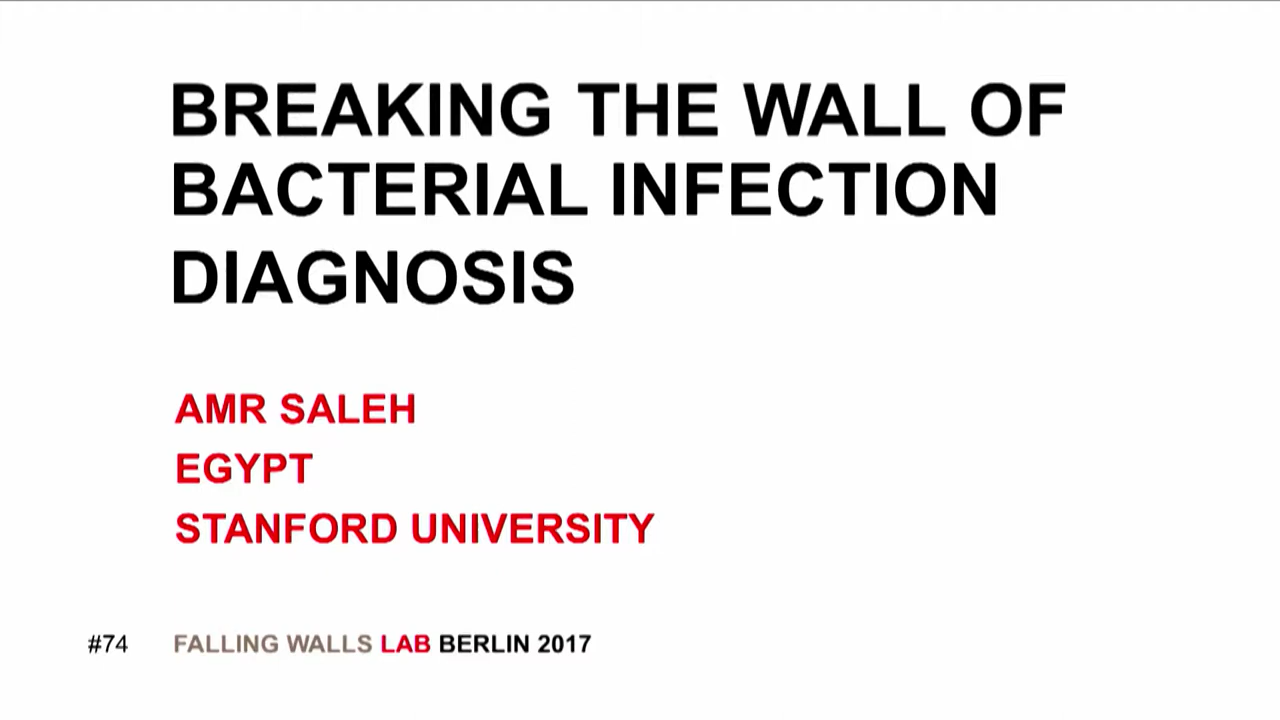 BREAKING THE WALL OF
BACTERIAL INFECTION
DIAGNOSIS
AMR SALEH
EGYPT
STANFORD UNIVERSITY
#74 FALLING WALLS LAB BERLIN 2017